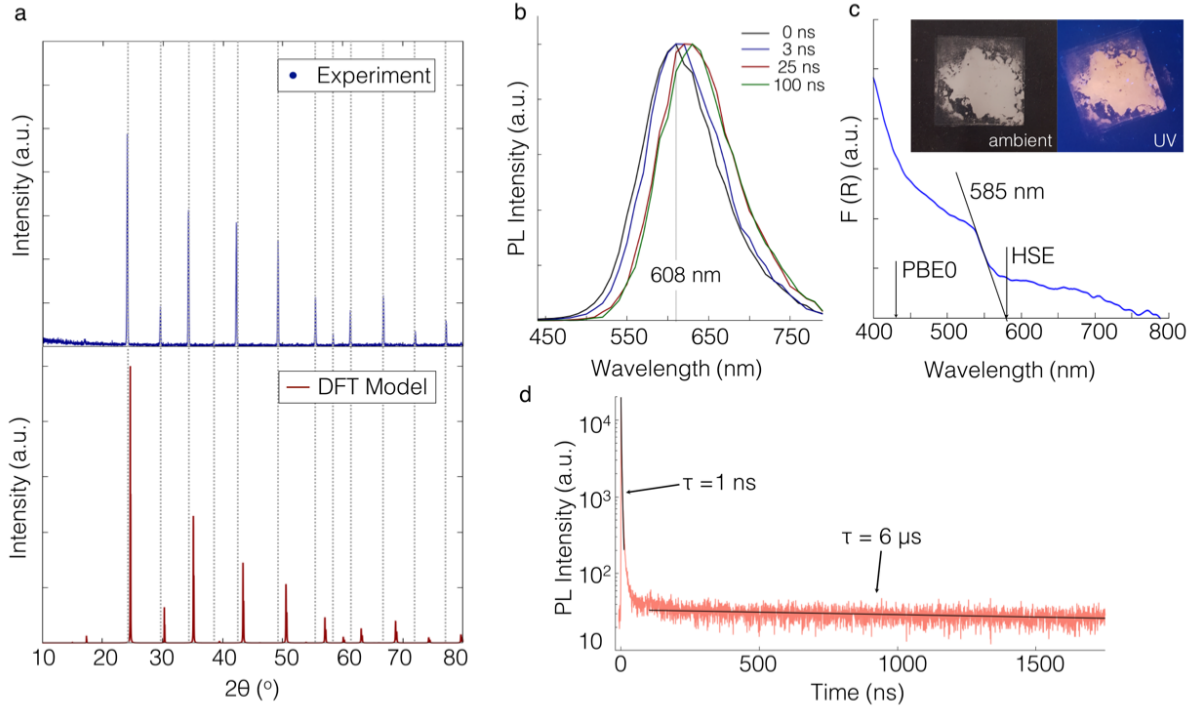 a
Intensity (a.u.)
Experiment
Intensity (a.u.)
DFT Model
10 20 30 40 50 60 70 80
2θ (°)
b
PL Intensity (a.u.)
0 ns
3 ns
25 ns
100 ns
608 nm
450 550 650 750
Wavelength (nm)
c
F (R) (a.u.)
ambient
UV
585 nm
PBE0
HSE
400 500 600 700 800
Wavelength (nm)
d
PL Intensity (a.u.)
10⁴
10³
10²
10
τ = 1 ns
τ = 6 μs
0 500 1000 1500
Time (ns)